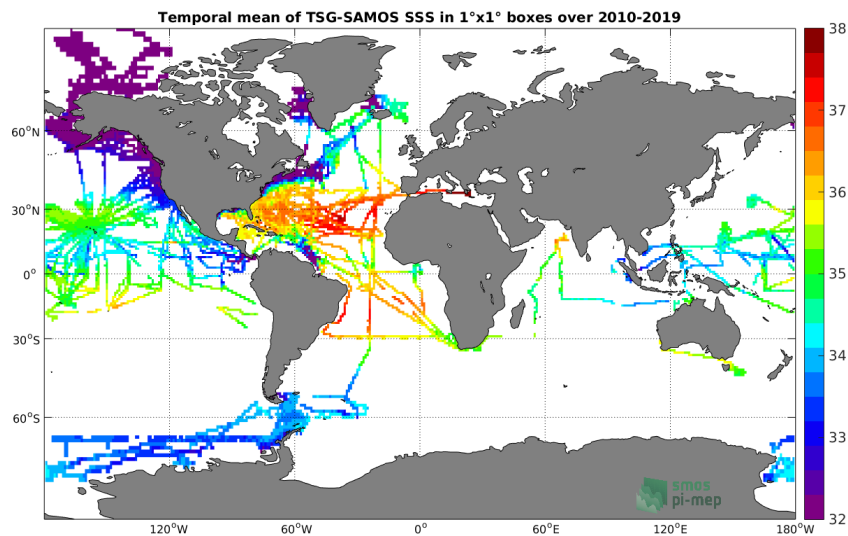 Temporal mean of TSG-SAMOS SSS in 1°x1° boxes over 2010-2019
38
37
36
35
34
33
32
60°N
30°N
0°
30°S
60°S
120°W
60°W
0°
60°E
120°E
180°W
smos
pi-mep